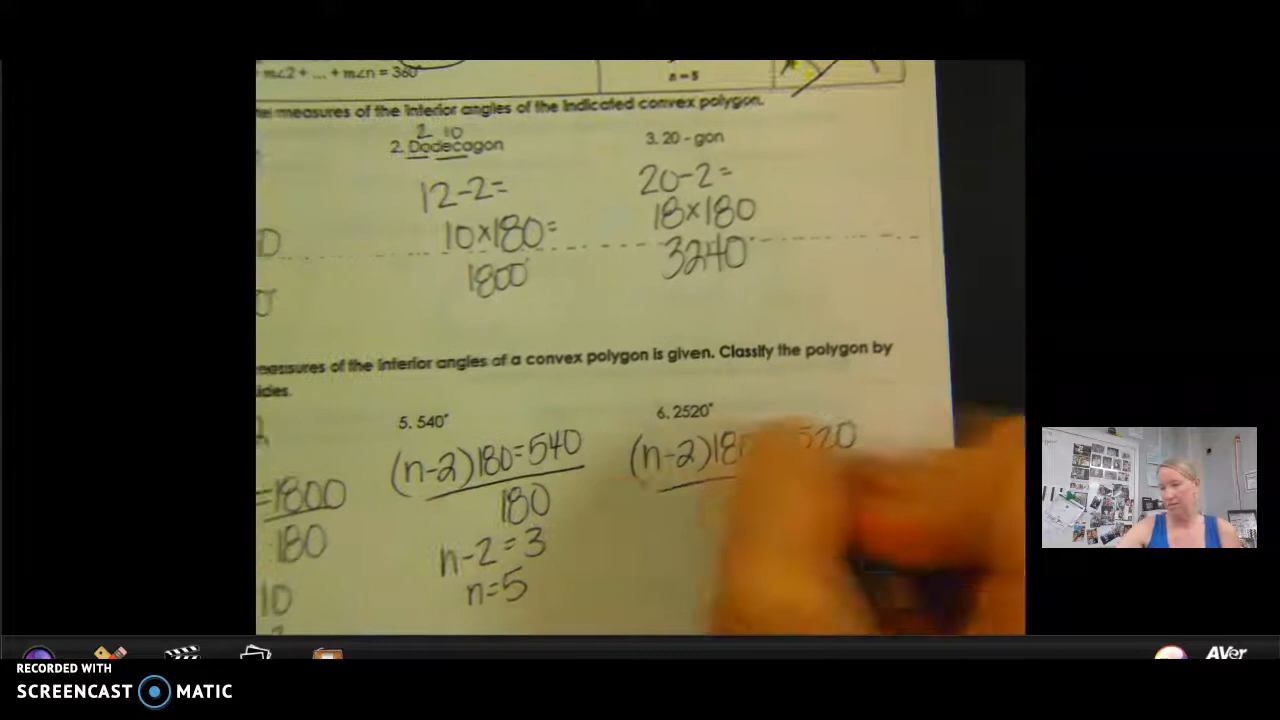 m∠2 + ... + m∠n = 360°
n = 5
measures of the interior angles of the indicated convex polygon.
2 10
2. Dodecagon
3. 20 - gon
12-2=
20-2=
10×180=
18×180
1800°
3240°
measures of the interior angles of a convex polygon is given. Classify the polygon by
sides.
5. 540°
6. 2520°
(n-2)180=540
(n-2)18
520
=1800
180
180
n-2=3
10
n=5
RECORDED WITH
SCREENCAST MATIC
AVer